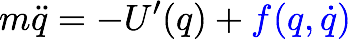 mq̈ = −U′(q) + f(q, q̇)